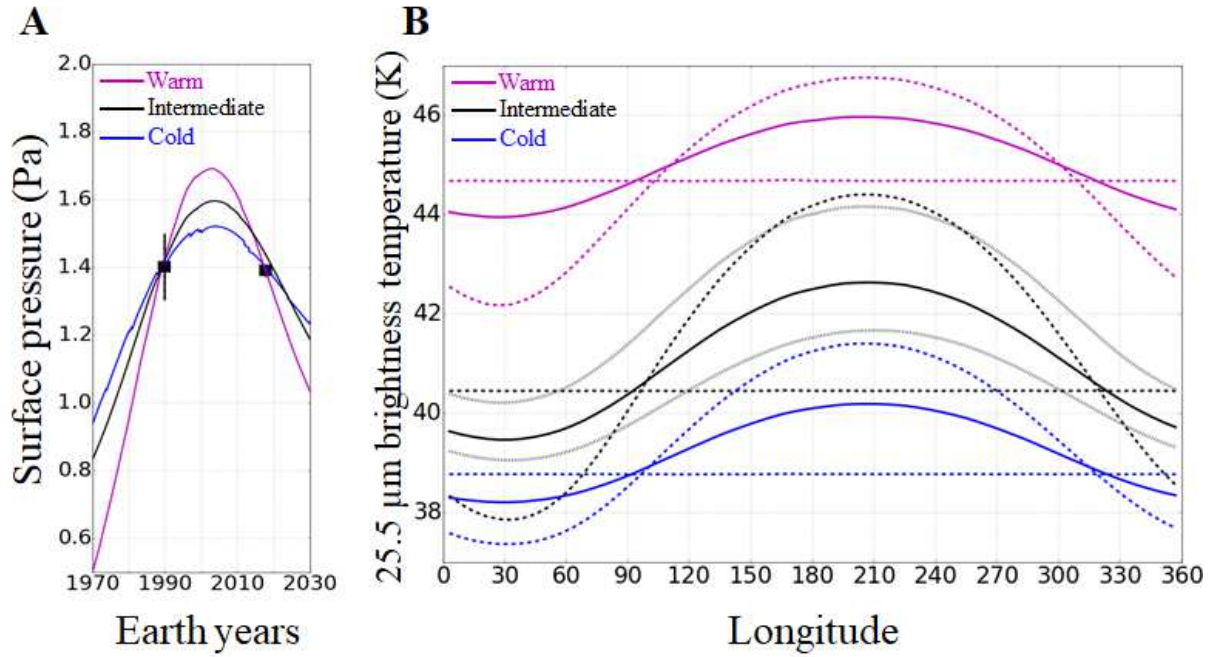 A
B
Surface pressure (Pa)
2.0
1.8
1.6
1.4
1.2
1.0
0.8
0.6
Warm
Intermediate
Cold
1970 1990 2010 2030
Earth years
25.5 µm brightness temperature (K)
46
44
42
40
38
Warm
Intermediate
Cold
0 30 60 90 120 150 180 210 240 270 300 330 360
Longitude